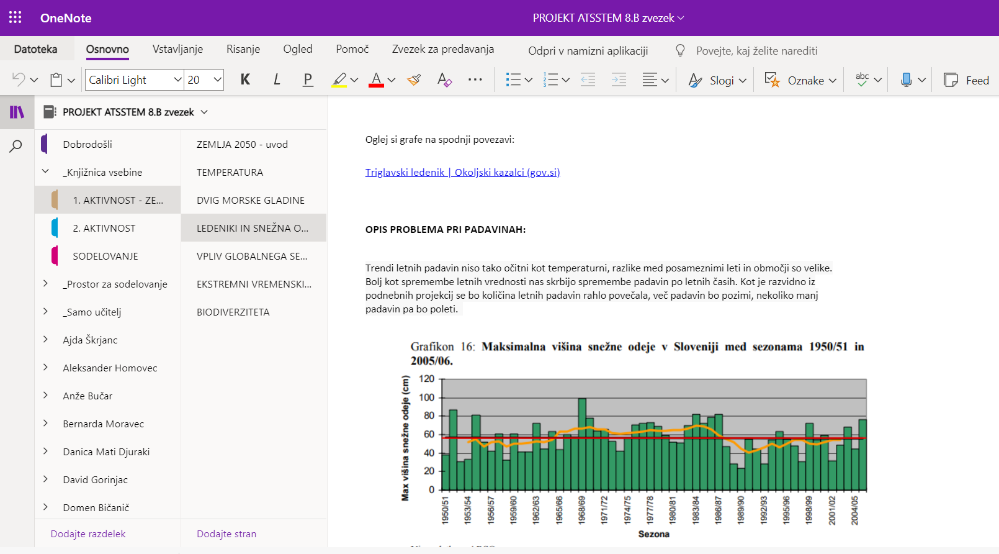 OneNote
PROJEKT ATSSTEM 8.B zvezek
Datoteka
Osnovno
Vstavljanje
Risanje
Ogled
Pomoč
Zvezek za predavanja
Odpri v namizni aplikaciji
Povejte, kaj želite narediti
Calibri Light
20
K
L
P
A
A
Slogi
Oznake
abc
Feed
PROJEKT ATSSTEM 8.B zvezek
Dobrodošli
_Knjižnica vsebine
1. AKTIVNOST - ZE...
2. AKTIVNOST
SODELOVANJE
_Prostor za sodelovanje
_Samo učitelj
Ajda Škrjanc
Aleksander Homovec
Anže Bučar
Bernarda Moravec
Danica Mati Djuraki
David Gorinjac
Domen Bičanič
Dodajte razdelek
ZEMLJA 2050 - uvod
TEMPERATURA
DVIG MORSKE GLADINE
LEDENIKI IN SNEŽNA O...
VPLIV GLOBALNEGA SE...
EKSTREMNI VREMENSKI...
BIODIVERZITETA
Dodajte stran
Oglej si grafe na spodnji povezavi:
Triglavski ledenik | Okoljski kazalci (gov.si)
OPIS PROBLEMA PRI PADAVINAH:
Trendi letnih padavin niso tako očitni kot temperaturni, razlike med posameznimi leti in območji so velike.
Bolj kot spremembe letnih vrednosti nas skrbijo spremembe padavin po letnih časih. Kot je razvidno iz
podnebnih projekcij se bo količina letnih padavin rahlo povečala, več padavin bo pozimi, nekoliko manj
padavin pa bo poleti.
Grafikon 16: Maksimalna višina snežne odeje v Sloveniji med sezonama 1950/51 in
2005/06.
Max višina snežne odeje (cm)
120
100
80
60
40
20
0
1950/51
1953/54
1956/57
1959/60
1962/63
1965/66
1968/69
1971/72
1974/75
1977/78
1980/81
1983/84
1986/87
1989/90
1992/93
1995/96
1998/99
2001/02
2004/05
Sezona